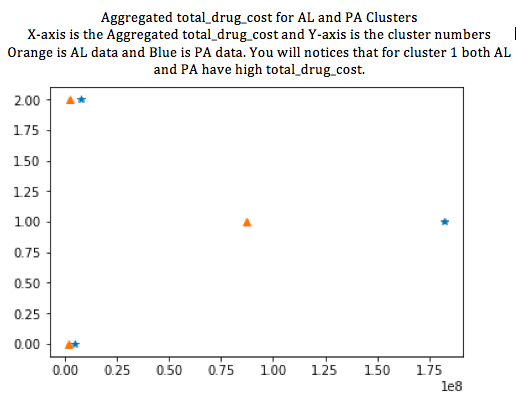 Aggregated total_drug_cost for AL and PA Clusters
X-axis is the Aggregated total_drug_cost and Y-axis is the cluster numbers
Orange is AL data and Blue is PA data. You will notices that for cluster 1 both AL
and PA have high total_drug_cost.
2.00
1.75
1.50
1.25
1.00
0.75
0.50
0.25
0.00
0.00 0.25 0.50 0.75 1.00 1.25 1.50 1.75
1e8